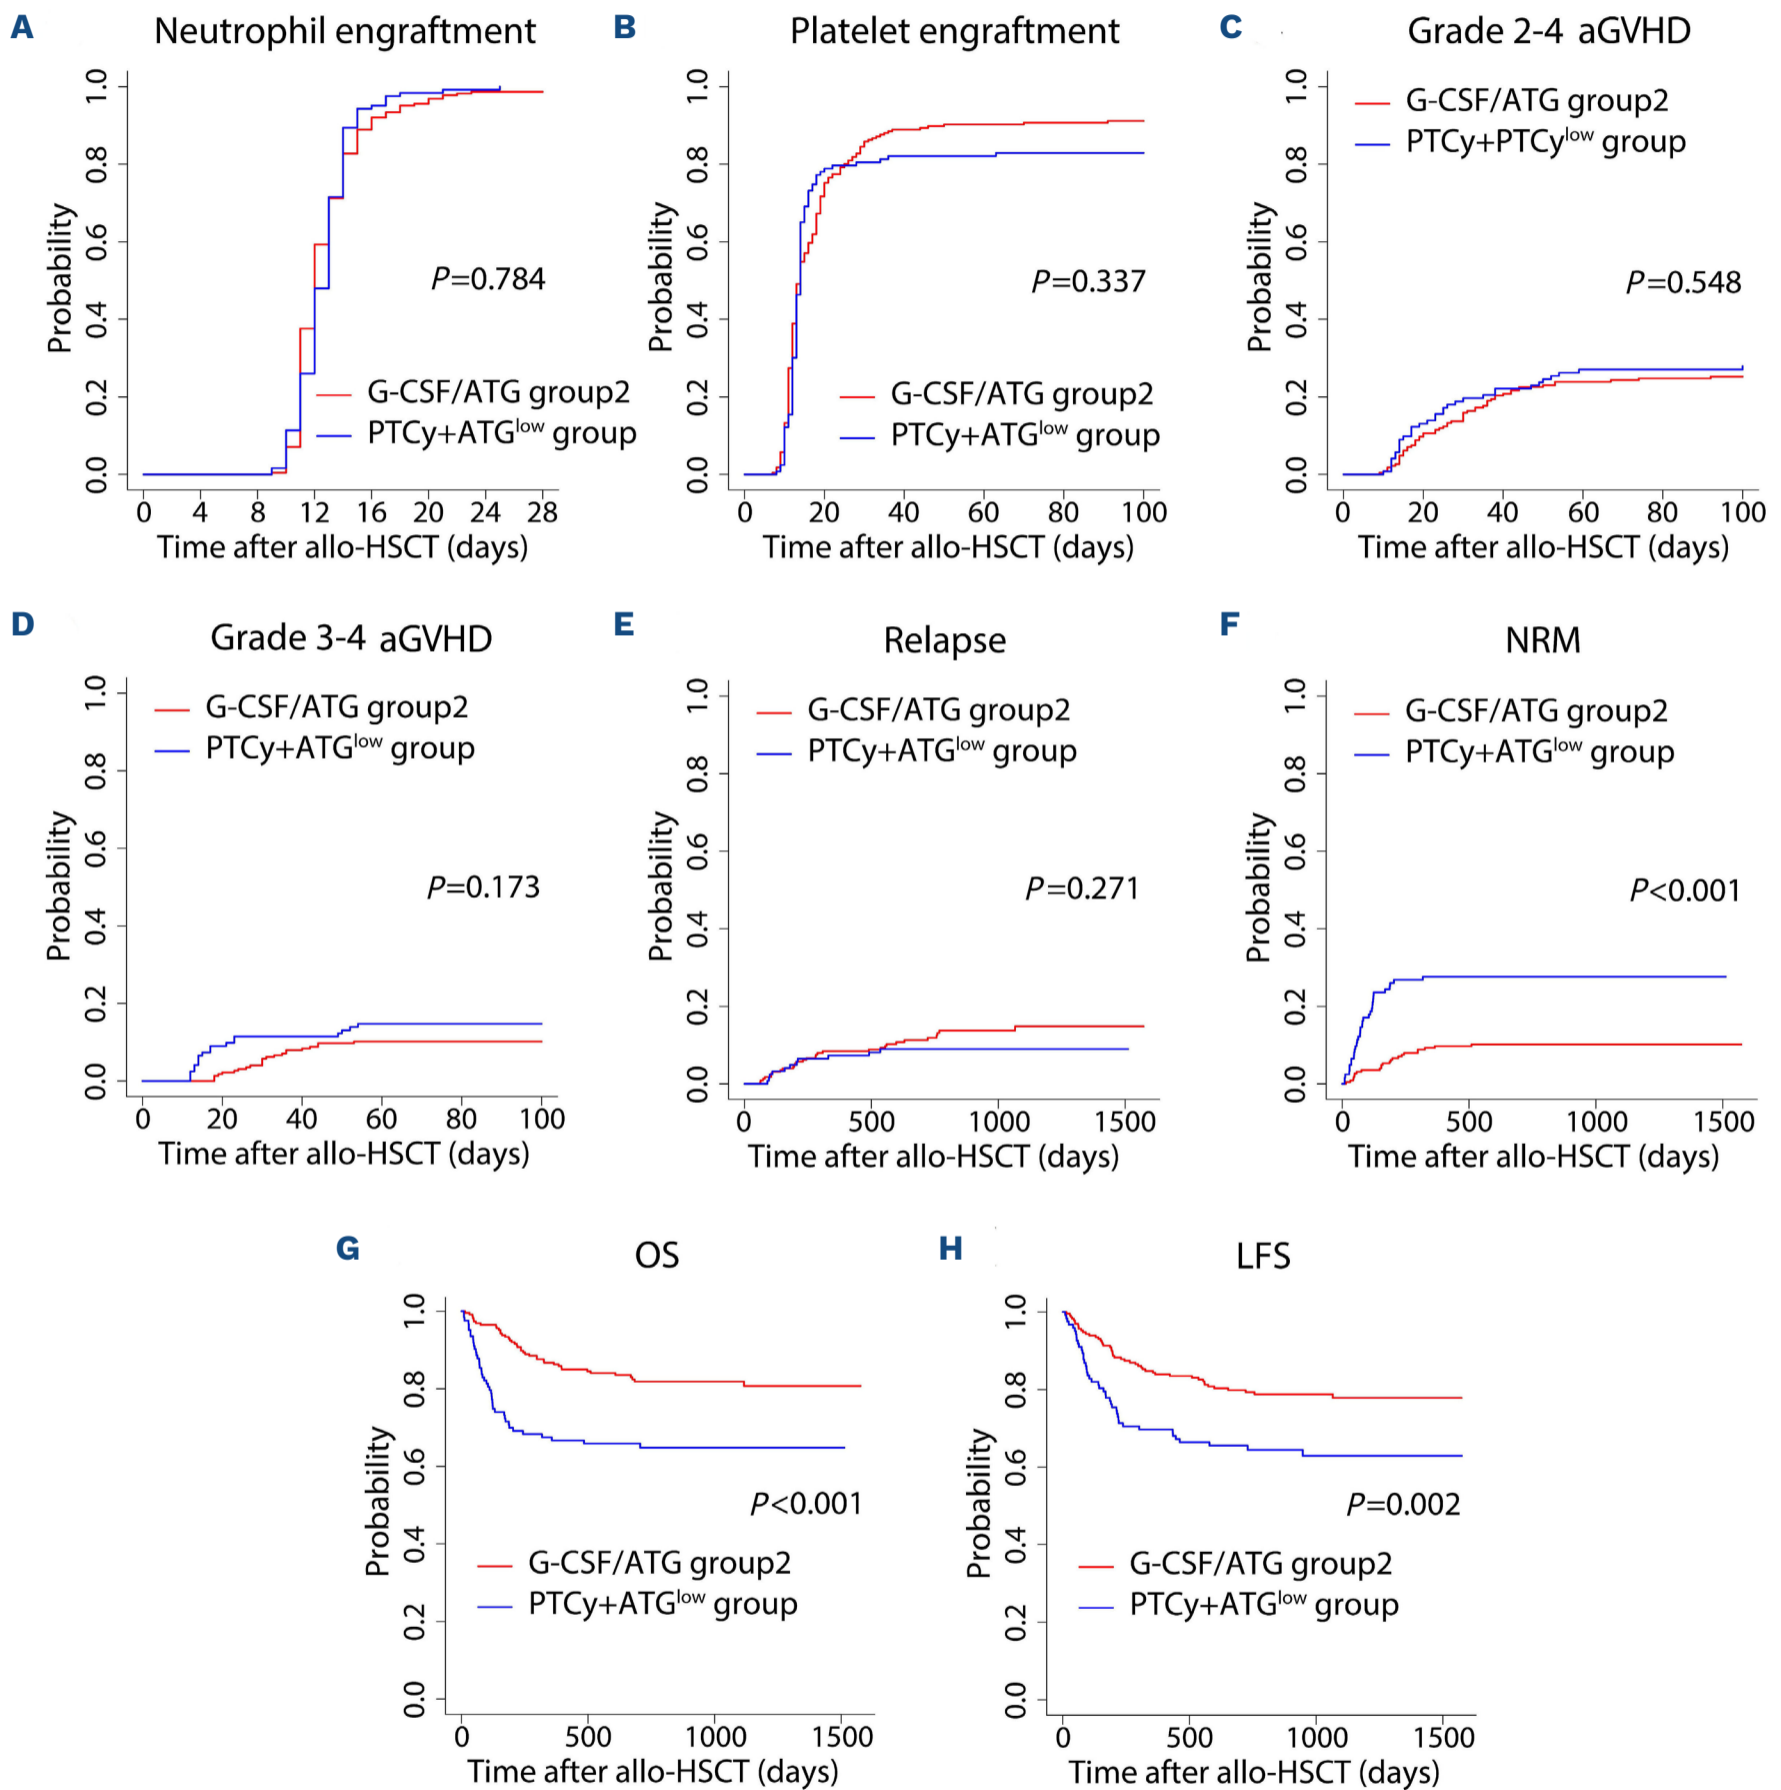 A Neutrophil engraftment
Probability
1.0
0.8
0.6
0.4
0.2
0.0
P=0.784
G-CSF/ATG group2
PTCy+ATGlow group
0 4 8 12 16 20 24 28
Time after allo-HSCT (days)
B Platelet engraftment
Probability
1.0
0.8
0.6
0.4
0.2
0.0
P=0.337
G-CSF/ATG group2
PTCy+ATGlow group
0 20 40 60 80 100
Time after allo-HSCT (days)
C Grade 2-4 aGVHD
Probability
1.0
0.8
0.6
0.4
0.2
0.0
G-CSF/ATG group2
PTCy+PTCylow group
P=0.548
0 20 40 60 80 100
Time after allo-HSCT (days)
D Grade 3-4 aGVHD
Probability
1.0
0.8
0.6
0.4
0.2
0.0
G-CSF/ATG group2
PTCy+ATGlow group
P=0.173
0 20 40 60 80 100
Time after allo-HSCT (days)
E Relapse
Probability
1.0
0.8
0.6
0.4
0.2
0.0
G-CSF/ATG group2
PTCy+ATGlow group
P=0.271
0 500 1000 1500
Time after allo-HSCT (days)
F NRM
Probability
1.0
0.8
0.6
0.4
0.2
0.0
G-CSF/ATG group2
PTCy+ATGlow group
P<0.001
0 500 1000 1500
Time after allo-HSCT (days)
G OS
Probability
1.0
0.8
0.6
0.4
0.2
0.0
P<0.001
G-CSF/ATG group2
PTCy+ATGlow group
0 500 1000 1500
Time after allo-HSCT (days)
H LFS
Probability
1.0
0.8
0.6
0.4
0.2
0.0
P=0.002
G-CSF/ATG group2
PTCy+ATGlow group
0 500 1000 1500
Time after allo-HSCT (days)